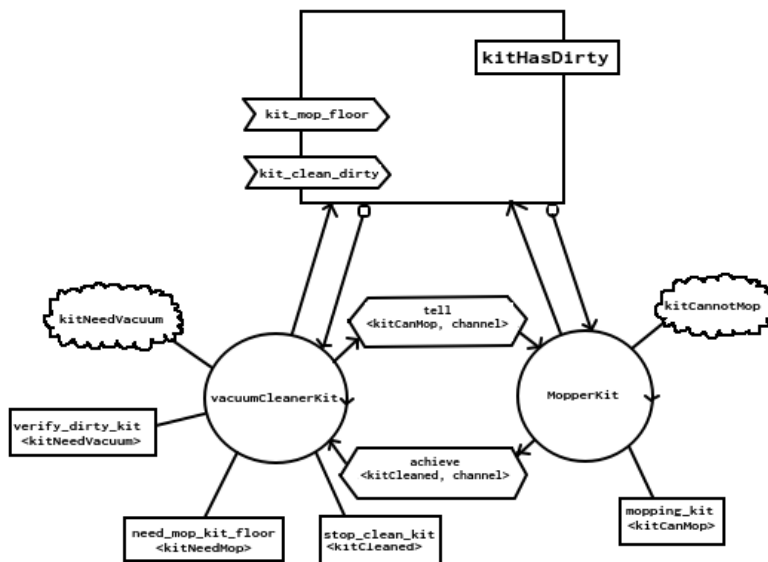 kitHasDirty
kit_mop_floor
kit_clean_dirty
kitNeedVacuum
tell
<kitCanMop, channel>
kitCannotMop
vacuumCleanerKit
MopperKit
verify_dirty_kit
<kitNeedVacuum>
achieve
<kitCleaned, channel>
need_mop_kit_floor
<kitNeedMop>
stop_clean_kit
<kitCleaned>
mopping_kit
<kitCanMop>